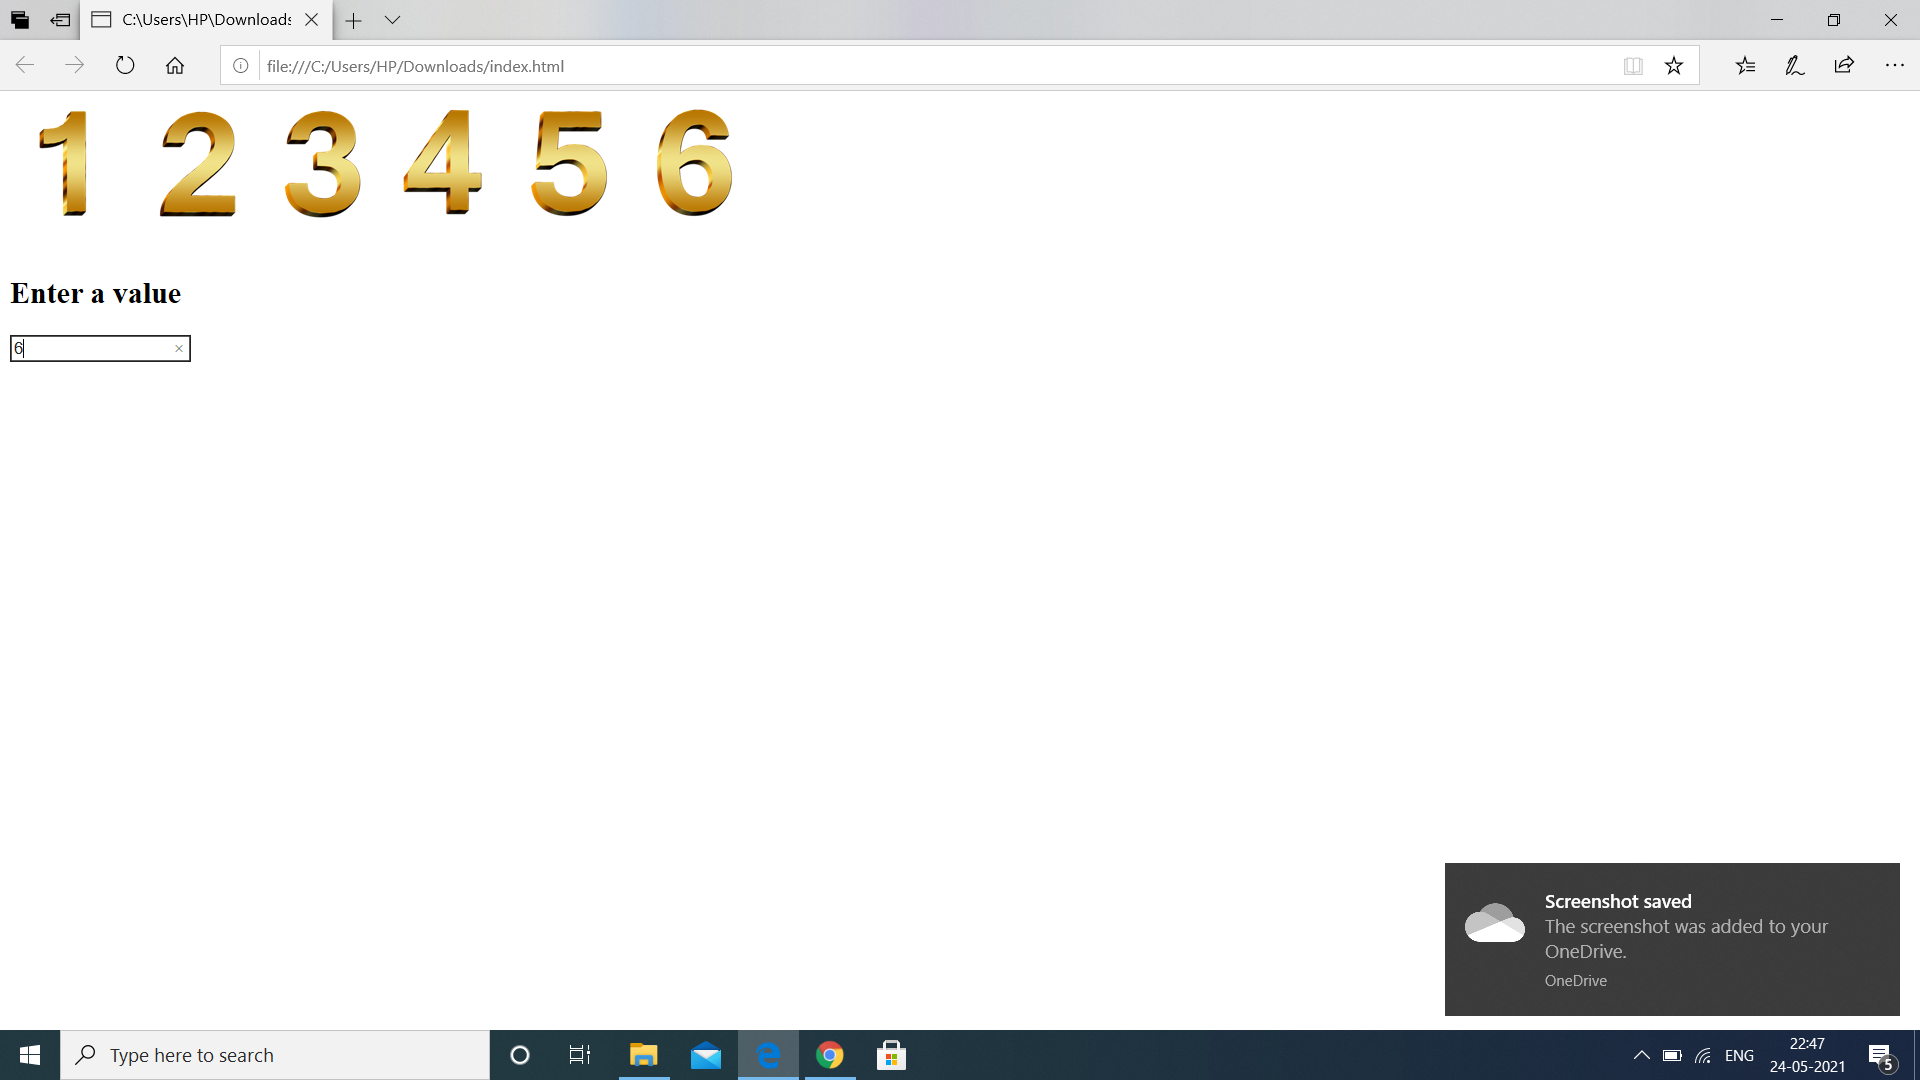 C:\Users\HP\Downloads
file:///C:/Users/HP/Downloads/index.html
1 2 3 4 5 6
Enter a value
6
Screenshot saved
The screenshot was added to your
OneDrive.
OneDrive
Type here to search
ENG
22:47
24-05-2021
5